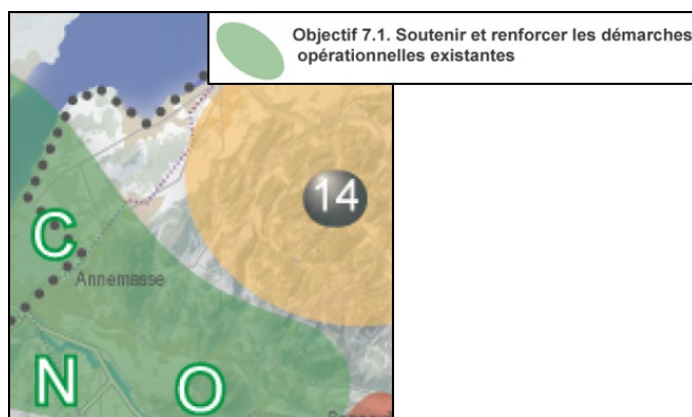 Objectif 7.1. Soutenir et renforcer les démarches
opérationnelles existantes
14
C
Annemasse
N O